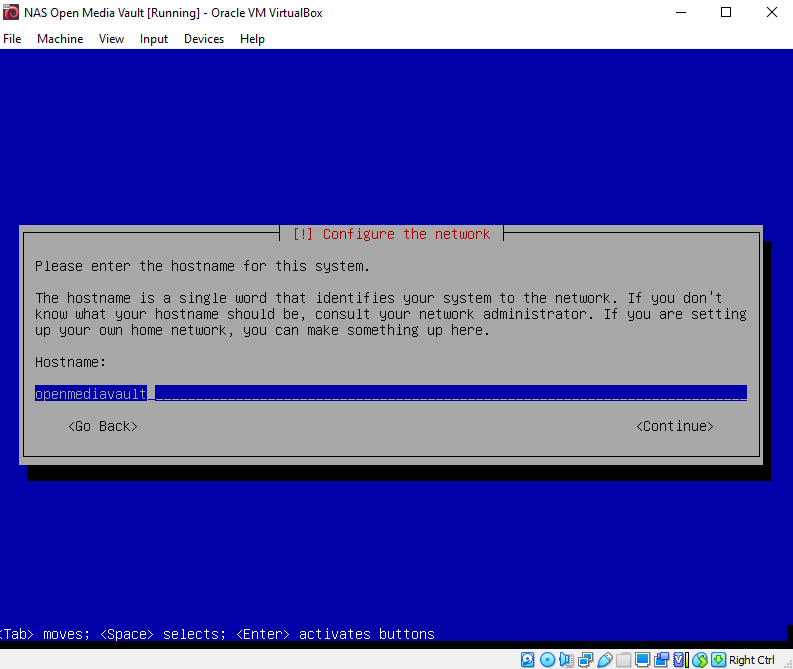 NAS Open Media Vault [Running] - Oracle VM VirtualBox
File Machine View Input Devices Help
[!] Configure the network
Please enter the hostname for this system.
The hostname is a single word that identifies your system to the network. If you don't
know what your hostname should be, consult your network administrator. If you are setting
up your own home network, you can make something up here.
Hostname:
openmediavault
<Go Back> <Continue>
<Tab> moves; <Space> selects; <Enter> activates buttons
Right Ctrl